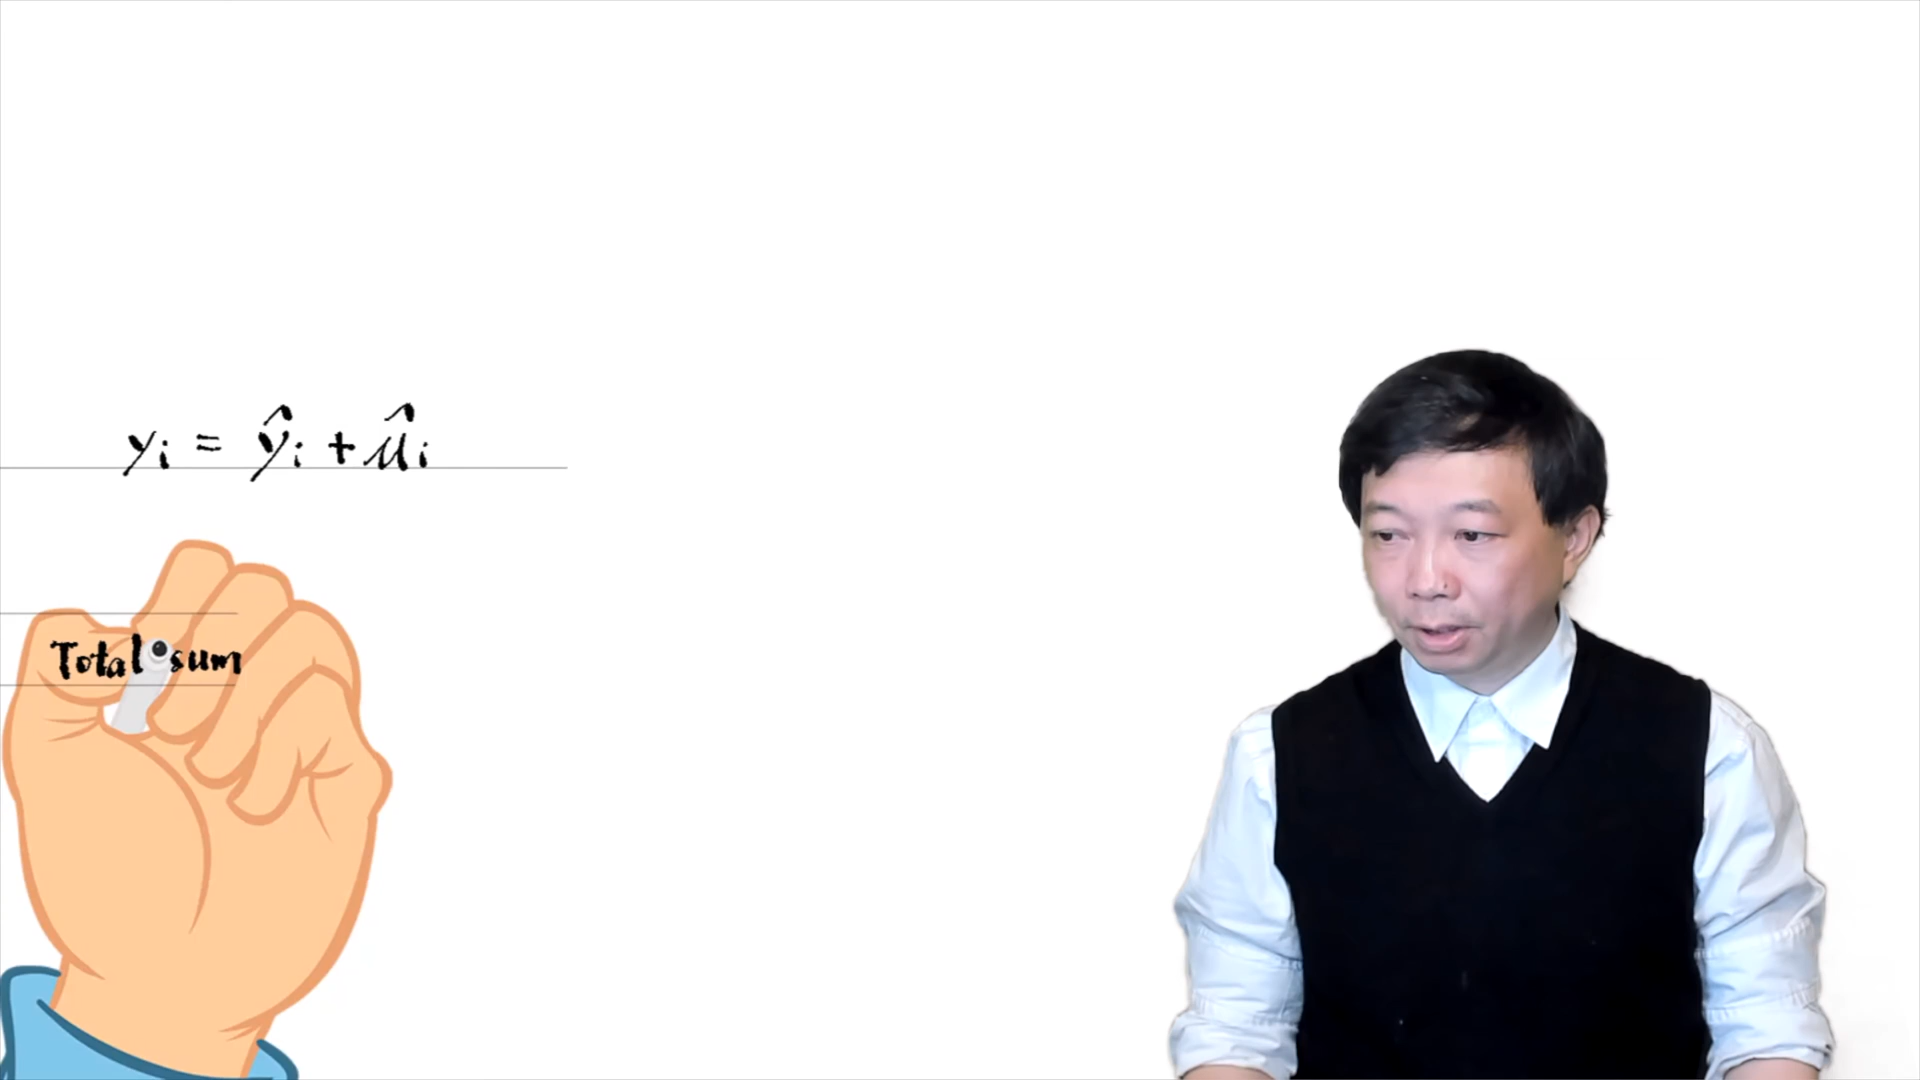 yᵢ = ŷᵢ + ûᵢ
Total sum